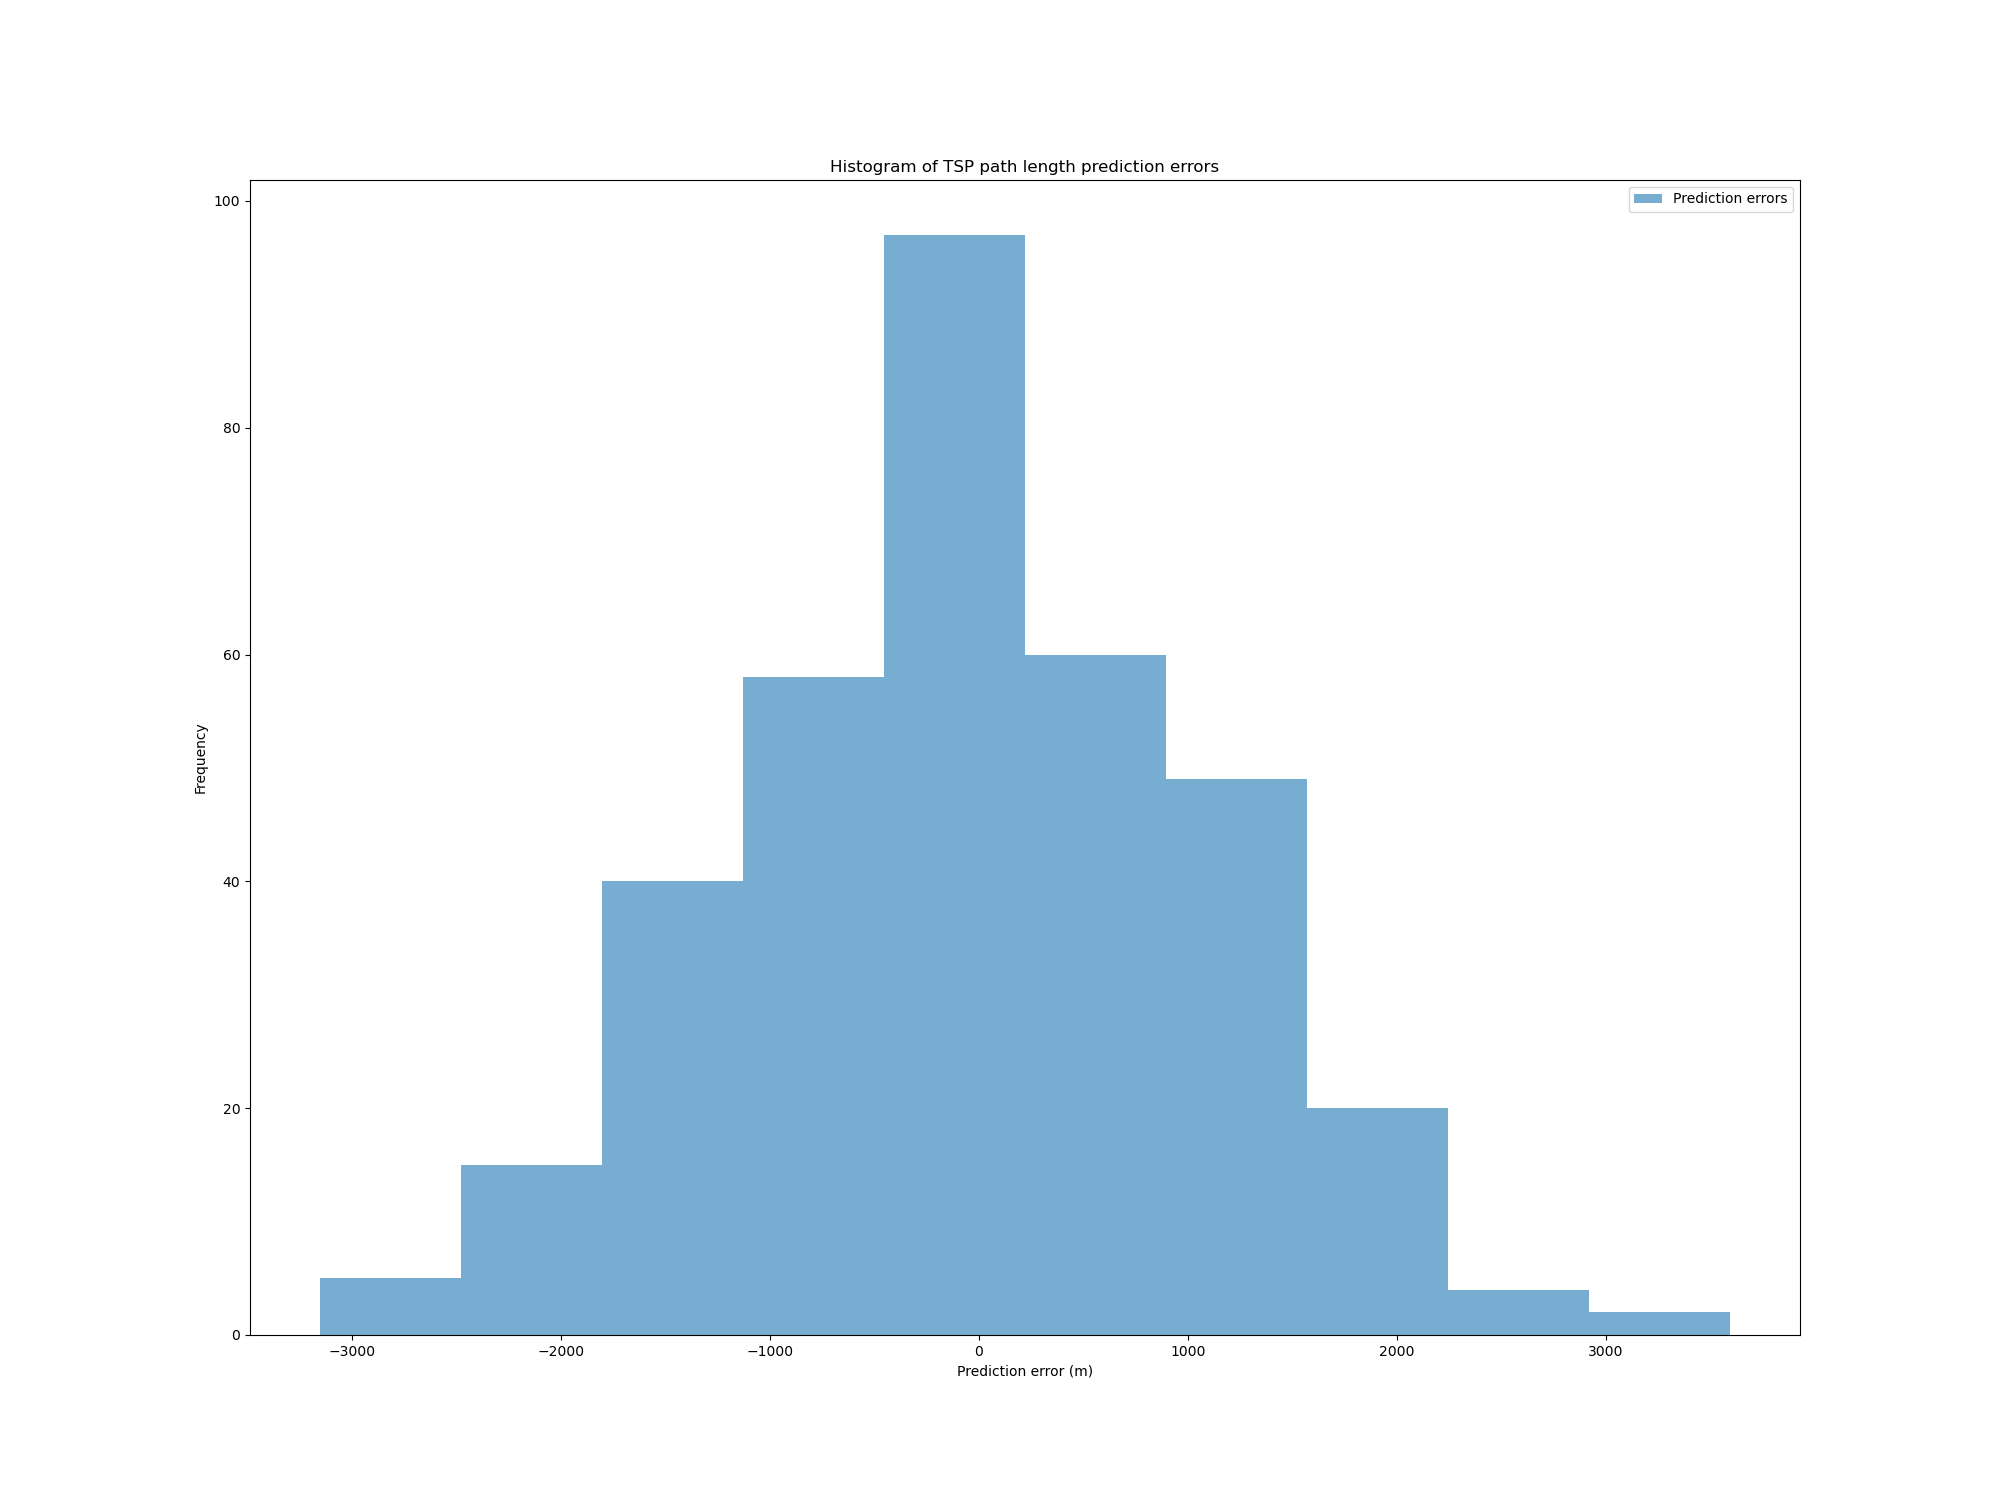 Histogram of TSP path length prediction errors
Prediction errors
100
80
60
40
20
0
Frequency
−3000 −2000 −1000 0 1000 2000 3000
Prediction error (m)